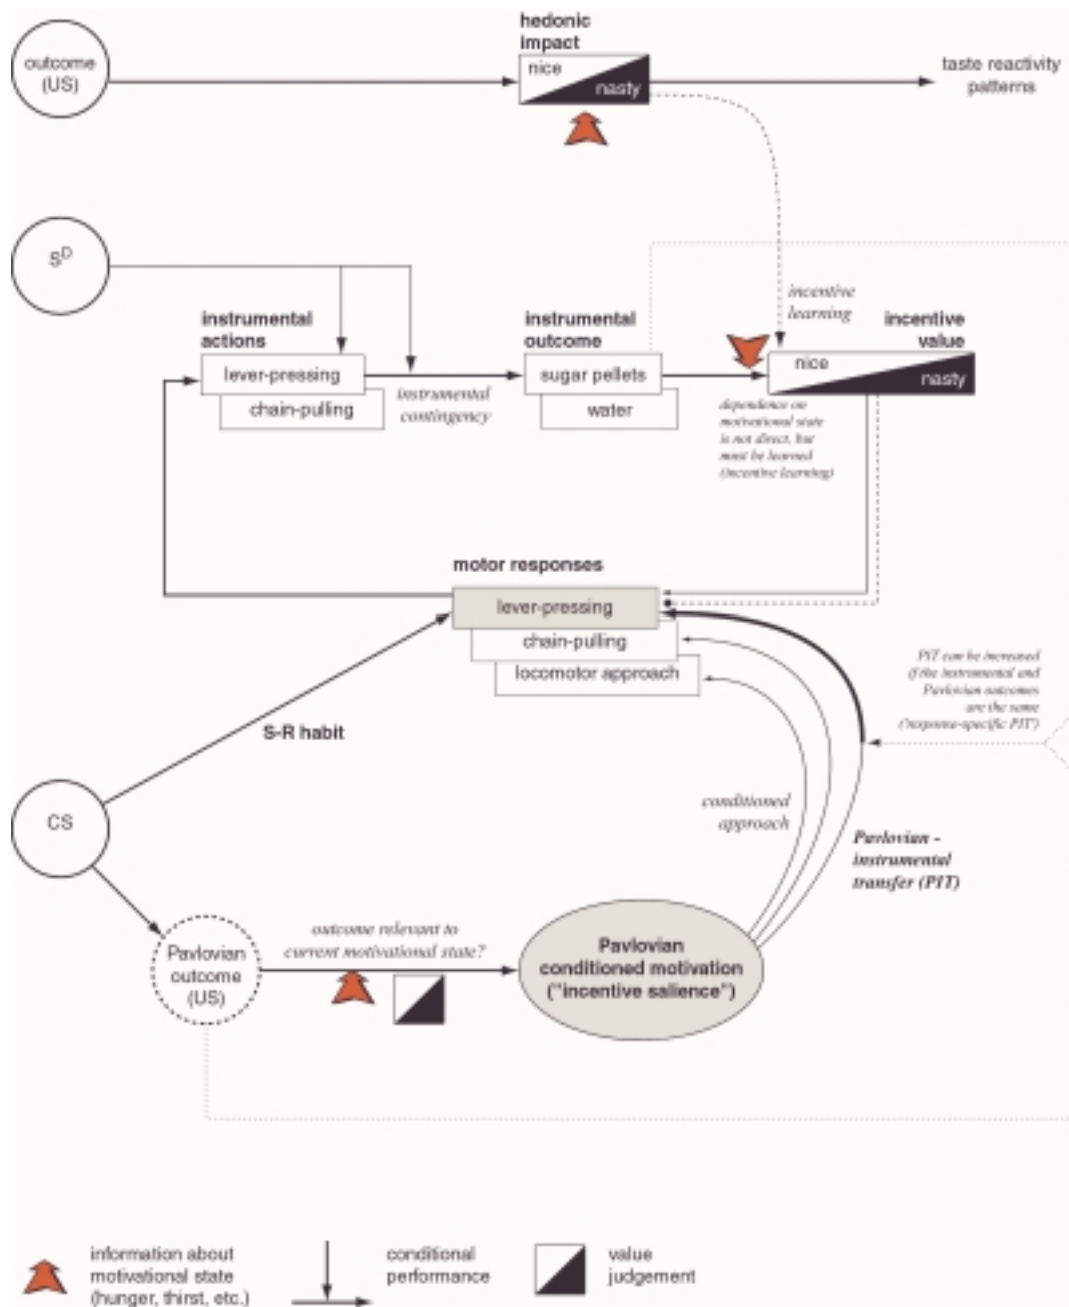 hedonic
impact
outcome
(US)
nice
nasty
taste reactivity
patterns
S^D
incentive
learning
instrumental
actions
instrumental
outcome
incentive
value
lever-pressing
chain-pulling
instrumental
contingency
sugar pellets
water
nice
nasty
dependence on
motivational state
is not direct, but
must be learned
(incentive learning)
motor responses
lever-pressing
chain-pulling
locomotor approach
PIT can be increased
if the instrumental and
Pavlovian outcomes
are the same
('response-specific PIT')
S-R habit
CS
conditioned
approach
Pavlovian -
instrumental
transfer (PIT)
outcome relevant to
current motivational state?
Pavlovian
outcome
(US)
Pavlovian
conditioned motivation
("incentive salience")
information about
motivational state
(hunger, thirst, etc.)
conditional
performance
value
judgement